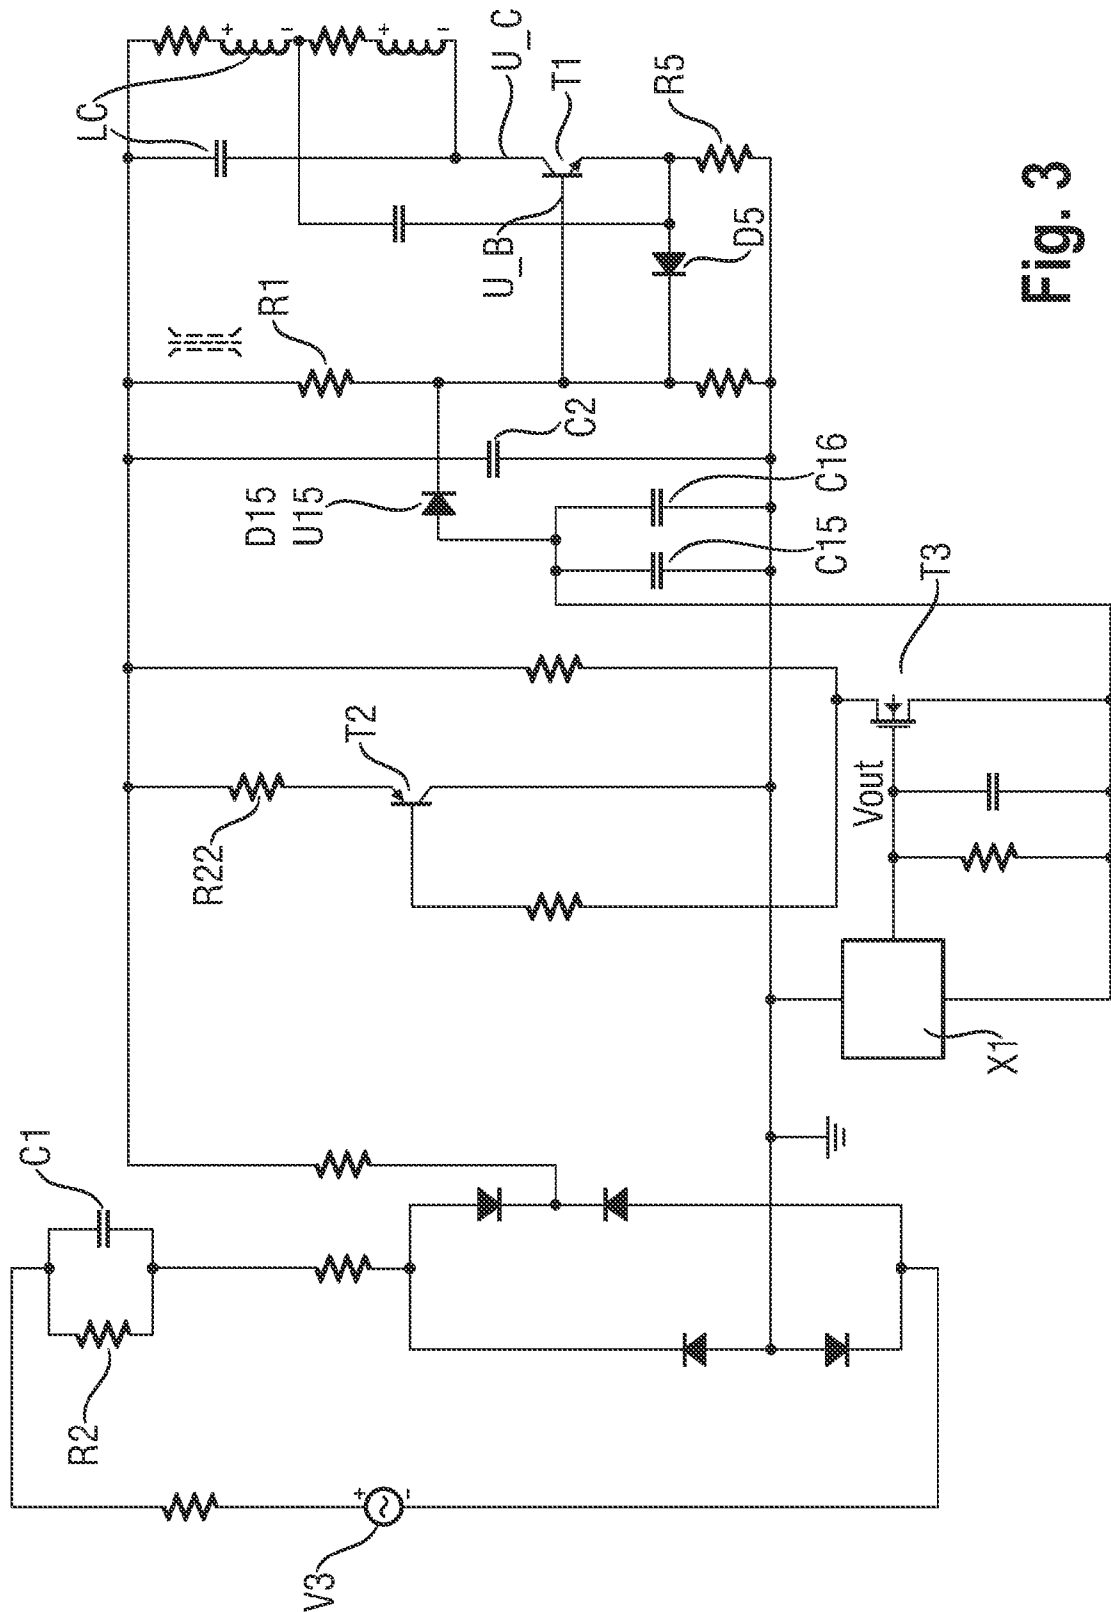 V3
R2
C1
R22
T2
X1
Vout
T3
D15
U15
C15
C16
C2
R1
LC
U_B
U_C
T1
D5
R5
+
-
+
-
+
-
Fig. 3